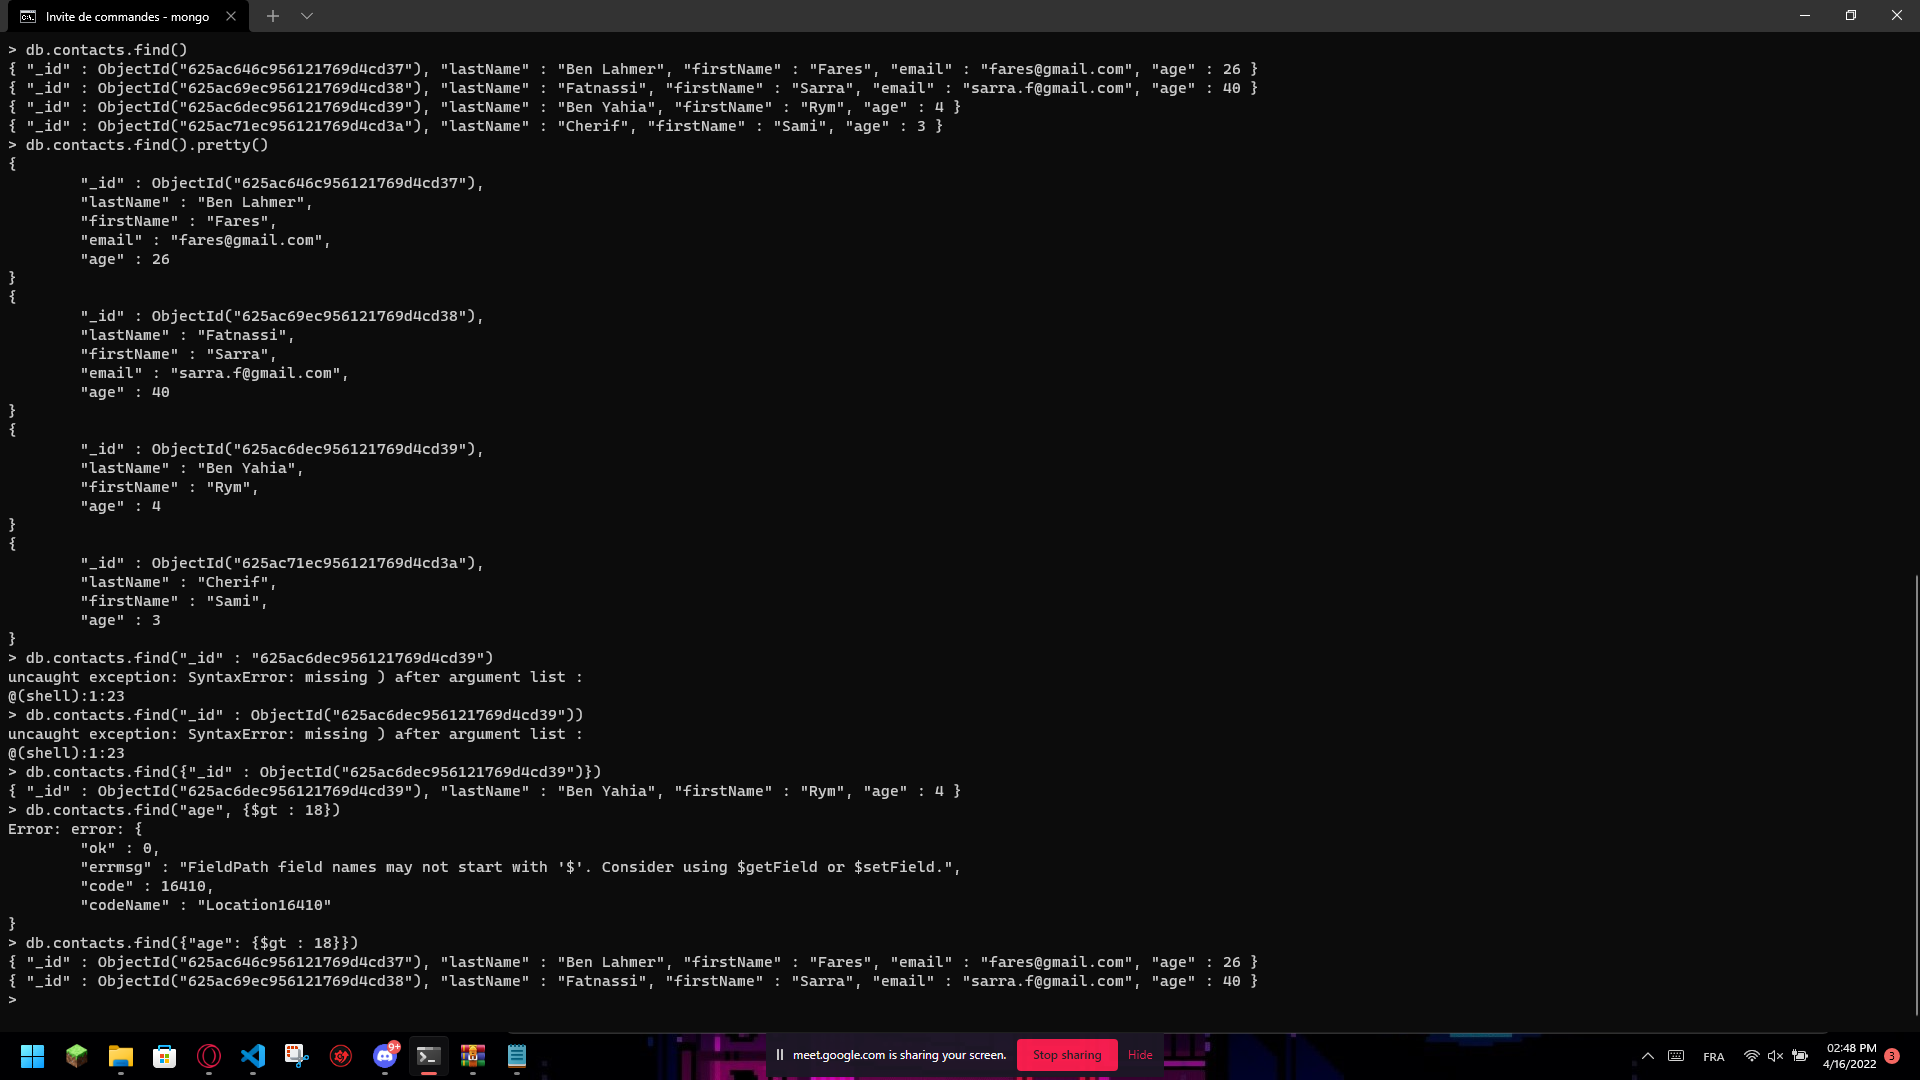 Invite de commandes - mongo
> db.contacts.find()
{ "_id" : ObjectId("625ac646c956121769d4cd37"), "lastName" : "Ben Lahmer", "firstName" : "Fares", "email" : "fares@gmail.com", "age" : 26 }
{ "_id" : ObjectId("625ac69ec956121769d4cd38"), "lastName" : "Fatnassi", "firstName" : "Sarra", "email" : "sarra.f@gmail.com", "age" : 40 }
{ "_id" : ObjectId("625ac6dec956121769d4cd39"), "lastName" : "Ben Yahia", "firstName" : "Rym", "age" : 4 }
{ "_id" : ObjectId("625ac71ec956121769d4cd3a"), "lastName" : "Cherif", "firstName" : "Sami", "age" : 3 }
> db.contacts.find().pretty()
{
        "_id" : ObjectId("625ac646c956121769d4cd37"),
        "lastName" : "Ben Lahmer",
        "firstName" : "Fares",
        "email" : "fares@gmail.com",
        "age" : 26
}
{
        "_id" : ObjectId("625ac69ec956121769d4cd38"),
        "lastName" : "Fatnassi",
        "firstName" : "Sarra",
        "email" : "sarra.f@gmail.com",
        "age" : 40
}
{
        "_id" : ObjectId("625ac6dec956121769d4cd39"),
        "lastName" : "Ben Yahia",
        "firstName" : "Rym",
        "age" : 4
}
{
        "_id" : ObjectId("625ac71ec956121769d4cd3a"),
        "lastName" : "Cherif",
        "firstName" : "Sami",
        "age" : 3
}
> db.contacts.find("_id" : "625ac6dec956121769d4cd39")
uncaught exception: SyntaxError: missing ) after argument list :
@(shell):1:23
> db.contacts.find("_id" : ObjectId("625ac6dec956121769d4cd39"))
uncaught exception: SyntaxError: missing ) after argument list :
@(shell):1:23
> db.contacts.find({"_id" : ObjectId("625ac6dec956121769d4cd39")})
{ "_id" : ObjectId("625ac6dec956121769d4cd39"), "lastName" : "Ben Yahia", "firstName" : "Rym", "age" : 4 }
> db.contacts.find("age", {$gt : 18})
Error: error: {
        "ok" : 0,
        "errmsg" : "FieldPath field names may not start with '$'. Consider using $getField or $setField.",
        "code" : 16410,
        "codeName" : "Location16410"
}
> db.contacts.find({"age": {$gt : 18}})
{ "_id" : ObjectId("625ac646c956121769d4cd37"), "lastName" : "Ben Lahmer", "firstName" : "Fares", "email" : "fares@gmail.com", "age" : 26 }
{ "_id" : ObjectId("625ac69ec956121769d4cd38"), "lastName" : "Fatnassi", "firstName" : "Sarra", "email" : "sarra.f@gmail.com", "age" : 40 }
>
9+
meet.google.com is sharing your screen. Stop sharing Hide
FRA
02:48 PM
4/16/2022
3